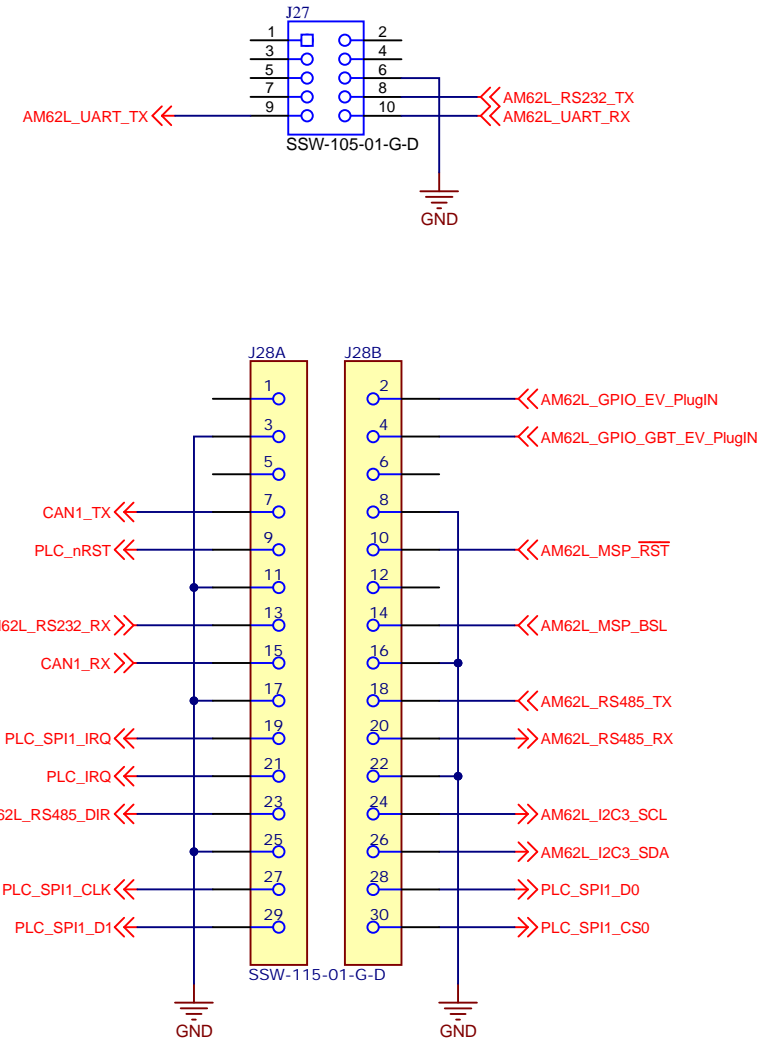 J27
1 2
3 4
5 6
7 8
9 10
AM62L_UART_TX
AM62L_RS232_TX
AM62L_UART_RX
SSW-105-01-G-D
GND
J28A J28B
1 2 AM62L_GPIO_EV_PlugIN
3 4 AM62L_GPIO_GBT_EV_PlugIN
5 6
CAN1_TX 7 8
PLC_nRST 9 10 AM62L_MSP_RST
11 12
62L_RS232_RX 13 14 AM62L_MSP_BSL
CAN1_RX 15 16
17 18 AM62L_RS485_TX
PLC_SPI1_IRQ 19 20 AM62L_RS485_RX
PLC_IRQ 21 22
62L_RS485_DIR 23 24 AM62L_I2C3_SCL
25 26 AM62L_I2C3_SDA
PLC_SPI1_CLK 27 28 PLC_SPI1_D0
PLC_SPI1_D1 29 30 PLC_SPI1_CS0
SSW-115-01-G-D
GND GND